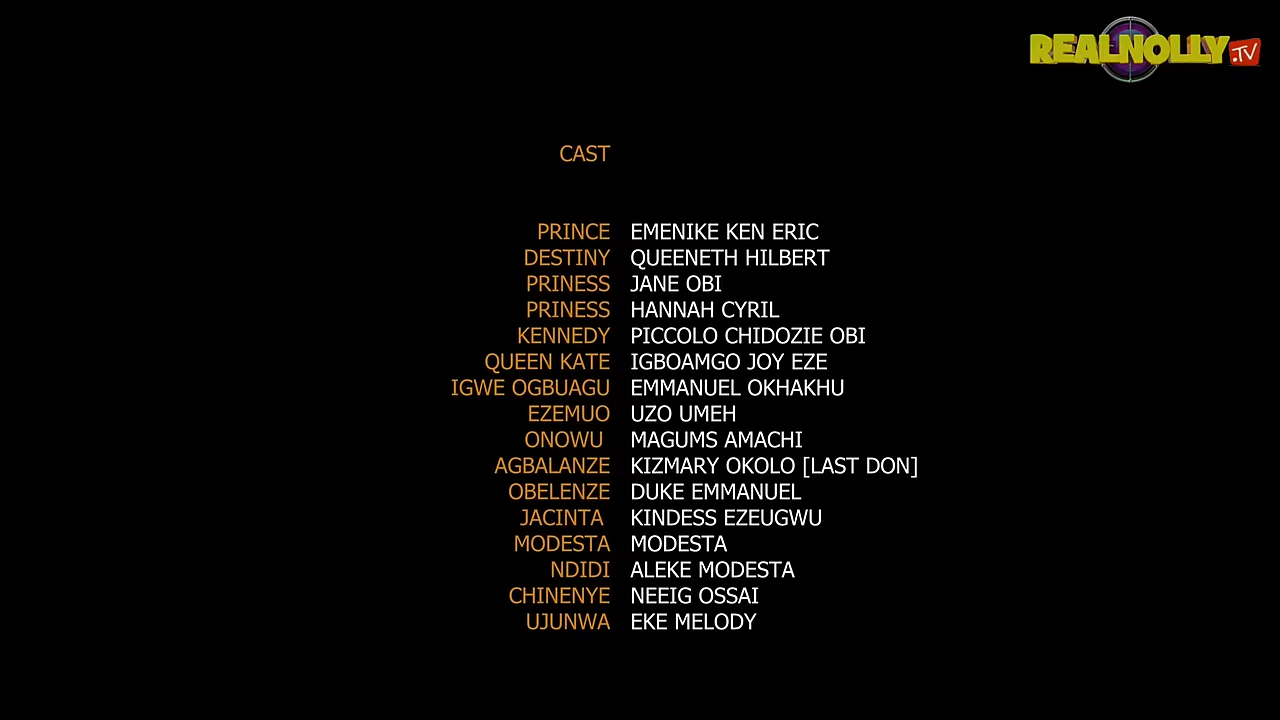 REALNOLLY.TV
CAST
PRINCE EMENIKE KEN ERIC
DESTINY QUEENETH HILBERT
PRINESS JANE OBI
PRINESS HANNAH CYRIL
KENNEDY PICCOLO CHIDOZIE OBI
QUEEN KATE IGBOAMGO JOY EZE
IGWE OGBUAGU EMMANUEL OKHAKHU
EZEMUO UZO UMEH
ONOWU MAGUMS AMACHI
AGBALANZE KIZMARY OKOLO [LAST DON]
OBELENZE DUKE EMMANUEL
JACINTA KINDESS EZEUGWU
MODESTA MODESTA
NDIDI ALEKE MODESTA
CHINENYE NEEIG OSSAI
UJUNWA EKE MELODY